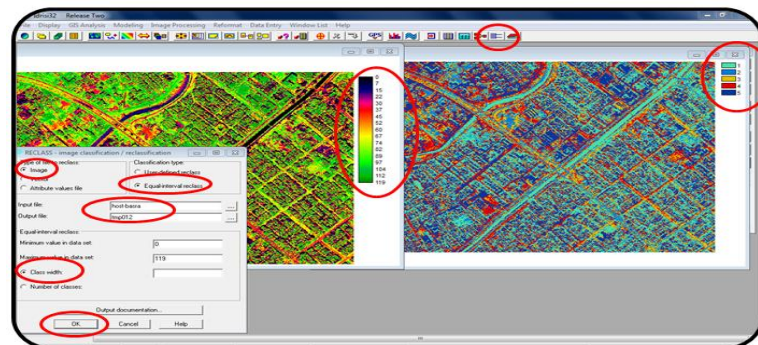 Idrisi32 Release Two
File Display GIS Analysis Modeling Image Processing Reformat Data Entry Window List Help
GPS
0
7
15
22
30
37
45
52
60
67
74
82
89
97
104
112
119
1
2
3
4
5
RECLASS - image classification / reclassification
Type of file to reclass:
Classification type:
Image
User-defined reclass
Equal-interval reclass
Attribute values file
Input file:
...
Output file:
tmp012
...
Equal-interval reclass:
Minimum value in data set:
0
Maximum value in data set:
119
Class width:
Number of classes:
Output documentation...
OK Cancel Help